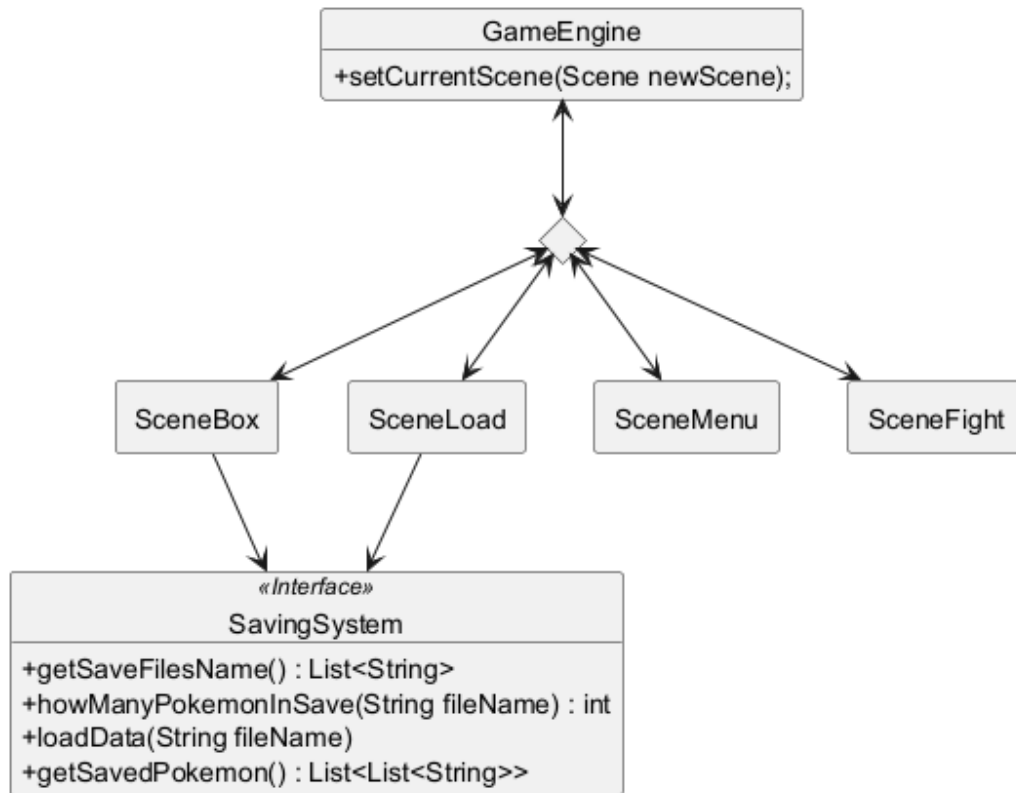 GameEngine
+setCurrentScene(Scene newScene);
SceneBox
SceneLoad
SceneMenu
SceneFight
«Interface»
SavingSystem
+getSaveFilesName() : List<String>
+howManyPokemonInSave(String fileName) : int
+loadData(String fileName)
+getSavedPokemon() : List<List<String>>